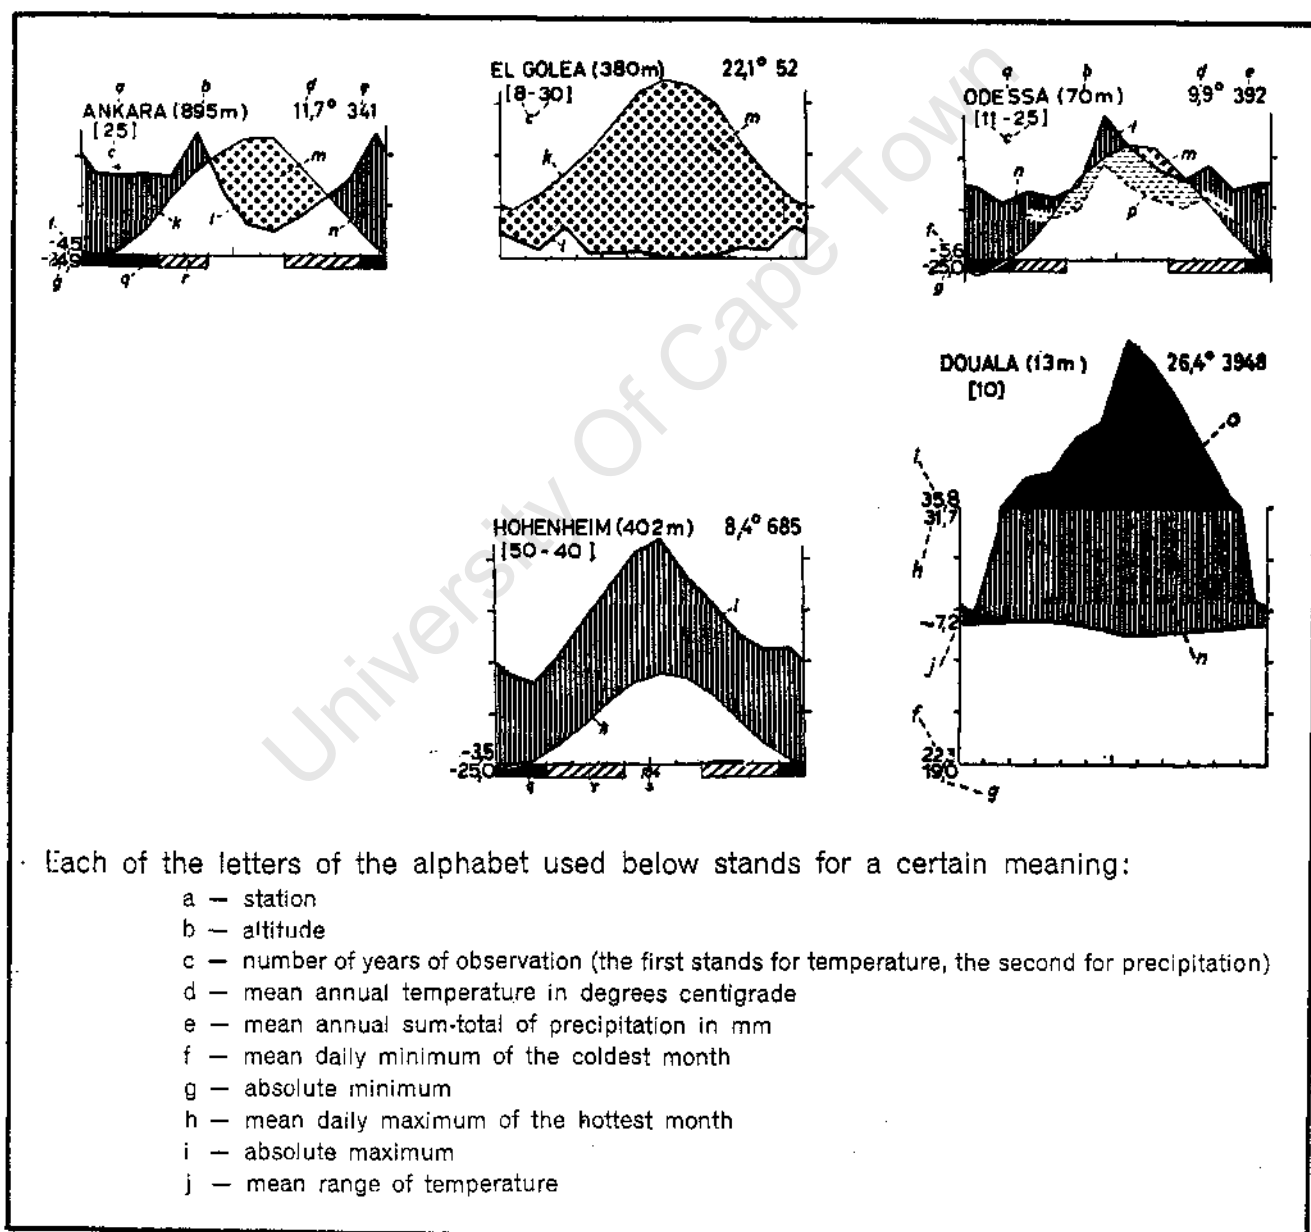 a b d e
ANKARA (895m) 11,7° 341
[25]
c
m
k l n
f
-4,5
-24,9
g q r
EL GOLEA (380m) 22,1° 52
[8-30]
c
m
k
l
a b d e
ODESSA (70m) 9,9° 392
[11-25]
c
l
n m
p
f
-5,6
-25,0
g
HOHENHEIM (402m) 8,4° 685
[50-40]
l
k
-3,5
-25,0
q r s
DOUALA (13m) 26,4° 3948
[10]
o
i
35,8
31,7
h
-7,2
j n
f
19,0
g
University Of Cape Town
Each of the letters of the alphabet used below stands for a certain meaning:
a — station
b — altitude
c — number of years of observation (the first stands for temperature, the second for precipitation)
d — mean annual temperature in degrees centigrade
e — mean annual sum-total of precipitation in mm
f — mean daily minimum of the coldest month
g — absolute minimum
h — mean daily maximum of the hottest month
i — absolute maximum
j — mean range of temperature